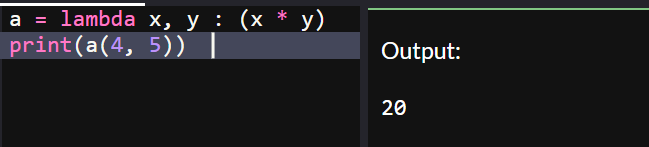 a = lambda x, y : (x * y)
print(a(4, 5))
Output:
20